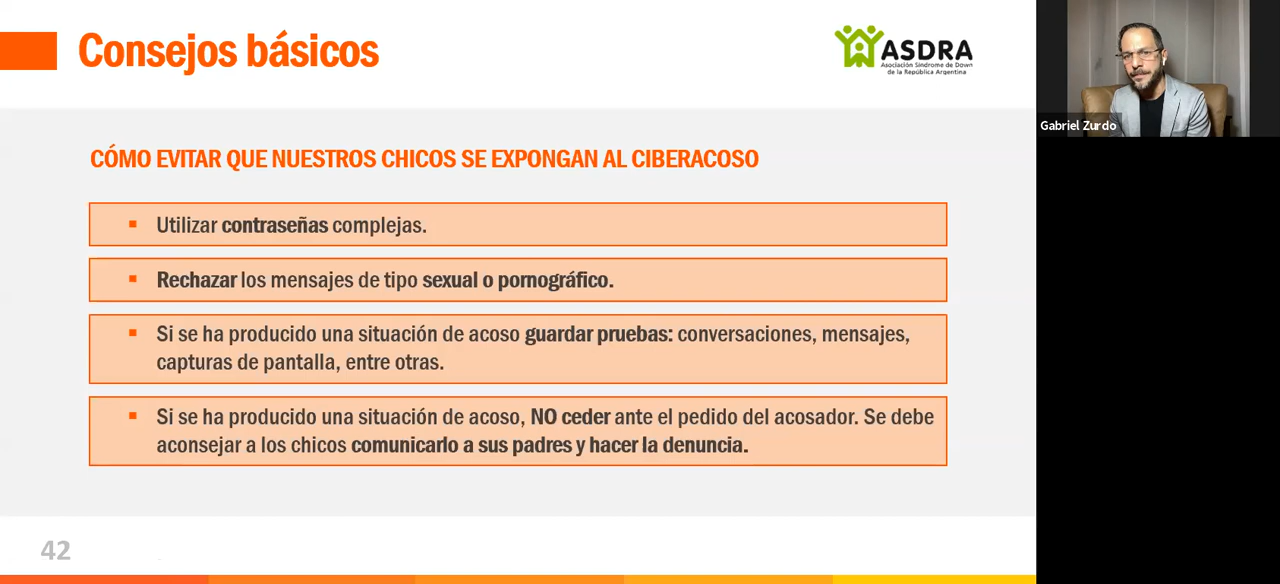 Consejos básicos
ASDRA
Asociación Síndrome de Down
de la República Argentina
Gabriel Zurdo
CÓMO EVITAR QUE NUESTROS CHICOS SE EXPONGAN AL CIBERACOSO
▪ Utilizar contraseñas complejas.
▪ Rechazar los mensajes de tipo sexual o pornográfico.
▪ Si se ha producido una situación de acoso guardar pruebas: conversaciones, mensajes,
capturas de pantalla, entre otras.
▪ Si se ha producido una situación de acoso, NO ceder ante el pedido del acosador. Se debe
aconsejar a los chicos comunicarlo a sus padres y hacer la denuncia.
42